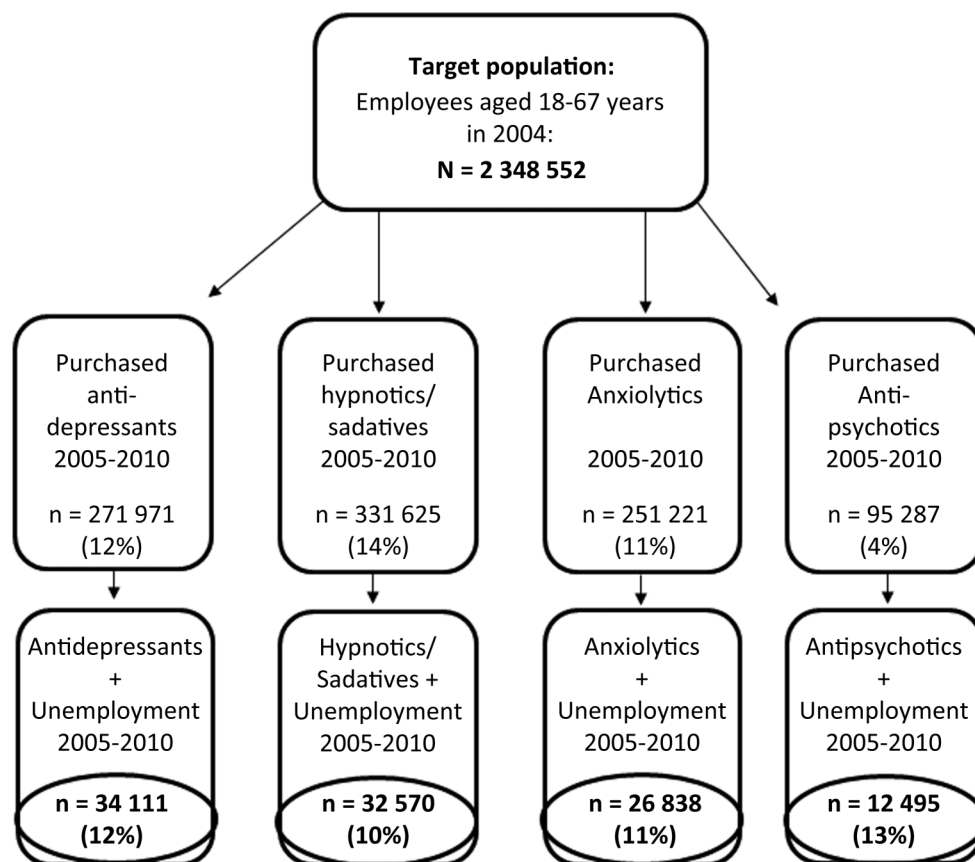 Target population:
Employees aged 18-67 years
in 2004:
N = 2 348 552
Purchased
anti-
depressants
2005-2010
n = 271 971
(12%)
Purchased
hypnotics/
sadatives
2005-2010
n = 331 625
(14%)
Purchased
Anxiolytics
2005-2010
n = 251 221
(11%)
Purchased
Anti-
psychotics
2005-2010
n = 95 287
(4%)
Antidepressants
+
Unemployment
2005-2010
n = 34 111
(12%)
Hypnotics/
Sadatives +
Unemployment
2005-2010
n = 32 570
(10%)
Anxiolytics
+
Unemployment
2005-2010
n = 26 838
(11%)
Antipsychotics
+
Unemployment
2005-2010
n = 12 495
(13%)